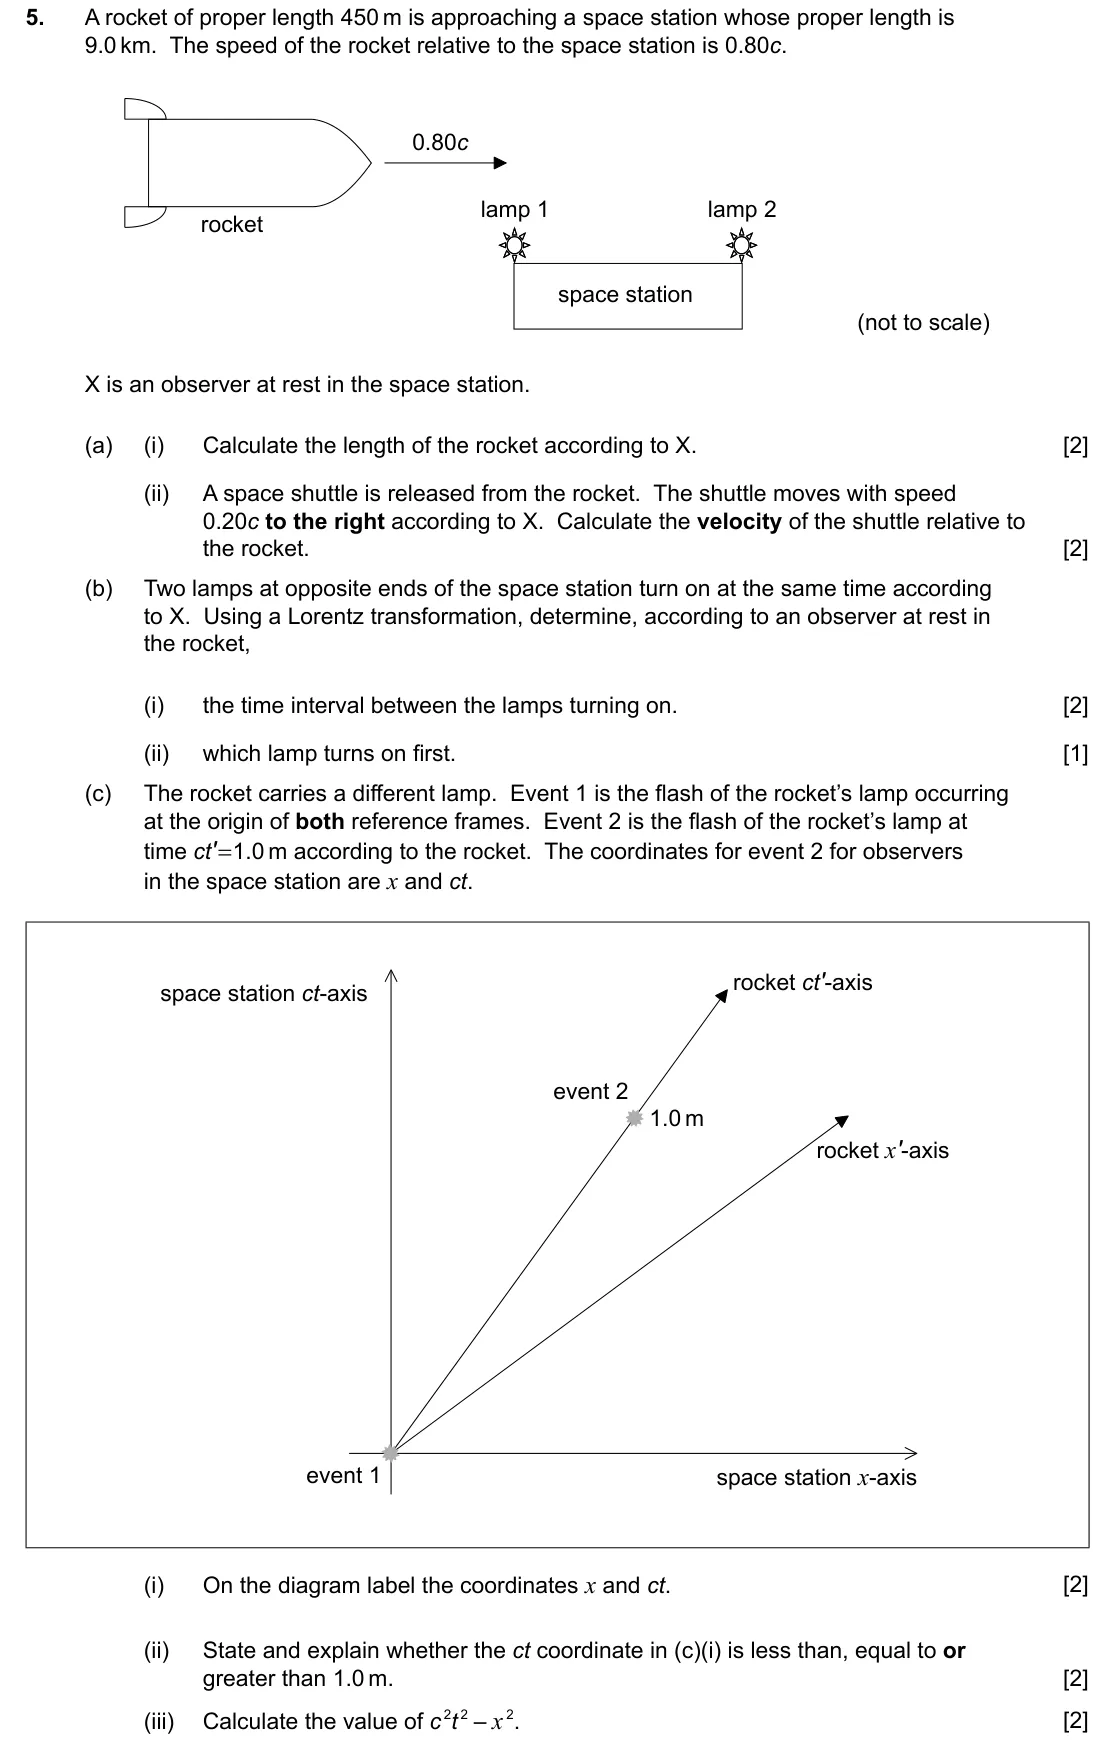 5. A rocket of proper length 450 m is approaching a space station whose proper length is
9.0 km. The speed of the rocket relative to the space station is 0.80c.
0.80c
lamp 1 lamp 2
rocket
space station
(not to scale)
X is an observer at rest in the space station.
(a) (i) Calculate the length of the rocket according to X. [2]
(ii) A space shuttle is released from the rocket. The shuttle moves with speed
0.20c to the right according to X. Calculate the velocity of the shuttle relative to
the rocket. [2]
(b) Two lamps at opposite ends of the space station turn on at the same time according
to X. Using a Lorentz transformation, determine, according to an observer at rest in
the rocket,
(i) the time interval between the lamps turning on. [2]
(ii) which lamp turns on first. [1]
(c) The rocket carries a different lamp. Event 1 is the flash of the rocket's lamp occurring
at the origin of both reference frames. Event 2 is the flash of the rocket's lamp at
time ct′=1.0 m according to the rocket. The coordinates for event 2 for observers
in the space station are x and ct.
rocket ct′-axis
space station ct-axis
event 2
1.0 m
rocket x′-axis
event 1
space station x-axis
(i) On the diagram label the coordinates x and ct. [2]
(ii) State and explain whether the ct coordinate in (c)(i) is less than, equal to or
greater than 1.0 m. [2]
(iii) Calculate the value of c²t² – x². [2]